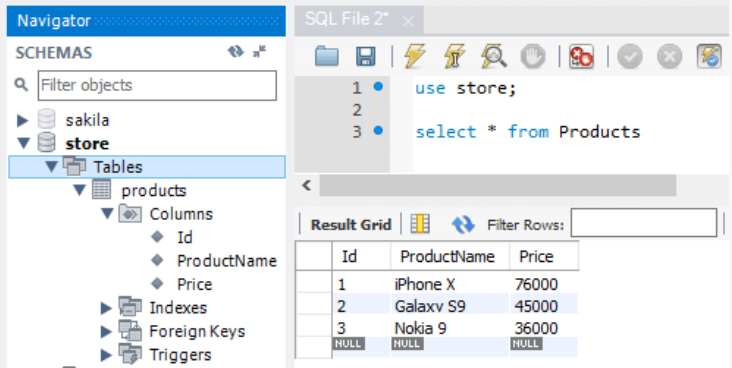 Navigator
SCHEMAS
Filter objects
sakila
store
Tables
products
Columns
Id
ProductName
Price
Indexes
Foreign Keys
Triggers
SQL File 2*
1 use store;
2
3 select * from Products
Result Grid Filter Rows:
Id ProductName Price
1 iPhone X 76000
2 Galaxy S9 45000
3 Nokia 9 36000
NULL NULL NULL